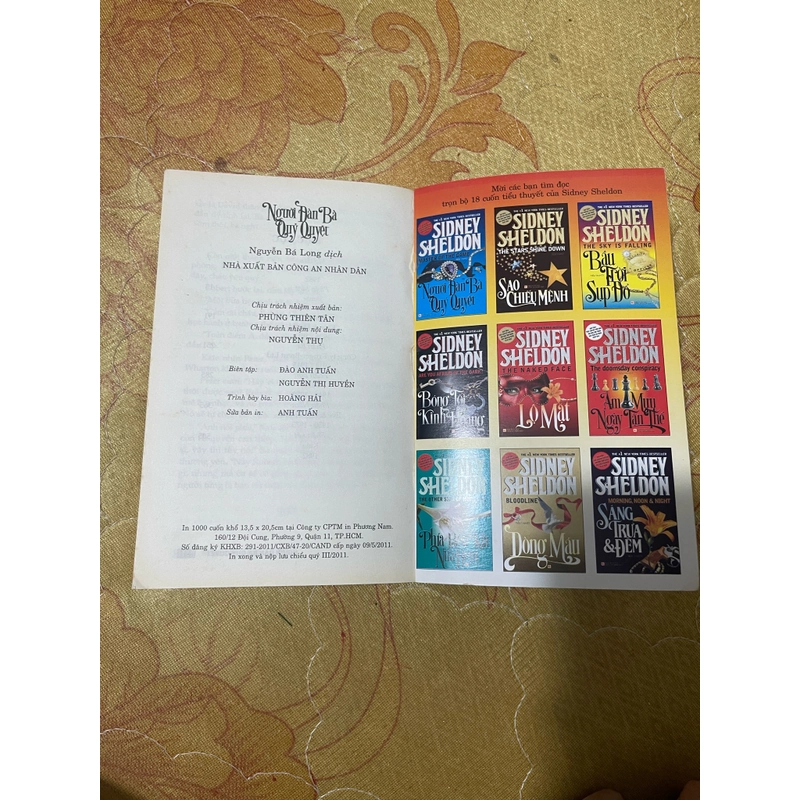 Người Đàn Bà
Quỷ Quyệt
Nguyễn Bá Long dịch
NHÀ XUẤT BẢN CÔNG AN NHÂN DÂN
Chịu trách nhiệm xuất bản:
PHÙNG THIÊN TÂN
Chịu trách nhiệm nội dung:
NGUYỄN THỤ
Biên tập: ĐÀO ANH TUẤN
NGUYỄN THỊ HUYỀN
Trình bày bìa: HOÀNG HẢI
Sửa bản in: ANH TUẤN
In 1000 cuốn khổ 13,5 x 20,5cm tại Công ty CPTM in Phương Nam.
160/12 Đội Cung, Phường 9, Quận 11, TP.HCM.
Số đăng ký KHXB: 291-2011/CXB/47-20/CAND cấp ngày 09/5/2011.
In xong và nộp lưu chiểu quý III/2011.
Mời các bạn tìm đọc
trọn bộ 18 cuốn tiểu thuyết của Sidney Sheldon
SIDNEY
SHELDON
Người Đàn Bà
Quỷ Quyệt
SIDNEY
SHELDON
THE STARS SHINE DOWN
SAO
CHIẾU MỆNH
SIDNEY
SHELDON
THE SKY IS FALLING
Bầu Trời
Sụp Đổ
SIDNEY
SHELDON
ARE YOU AFRAID OF THE DARK?
Bóng Tối
Kinh Hoàng
SIDNEY
SHELDON
THE NAKED FACE
Lộ Mặt
SIDNEY
SHELDON
The doomsday conspiracy
Âm Mưu
Ngày Tận Thế
SIDNEY
SHELDON
THE OTHER
Phía
SIDNEY
SHELDON
BLOODLINE
Dòng Máu
SIDNEY
SHELDON
MORNING, NOON & NIGHT
SÁNG
TRƯA
& ĐÊM